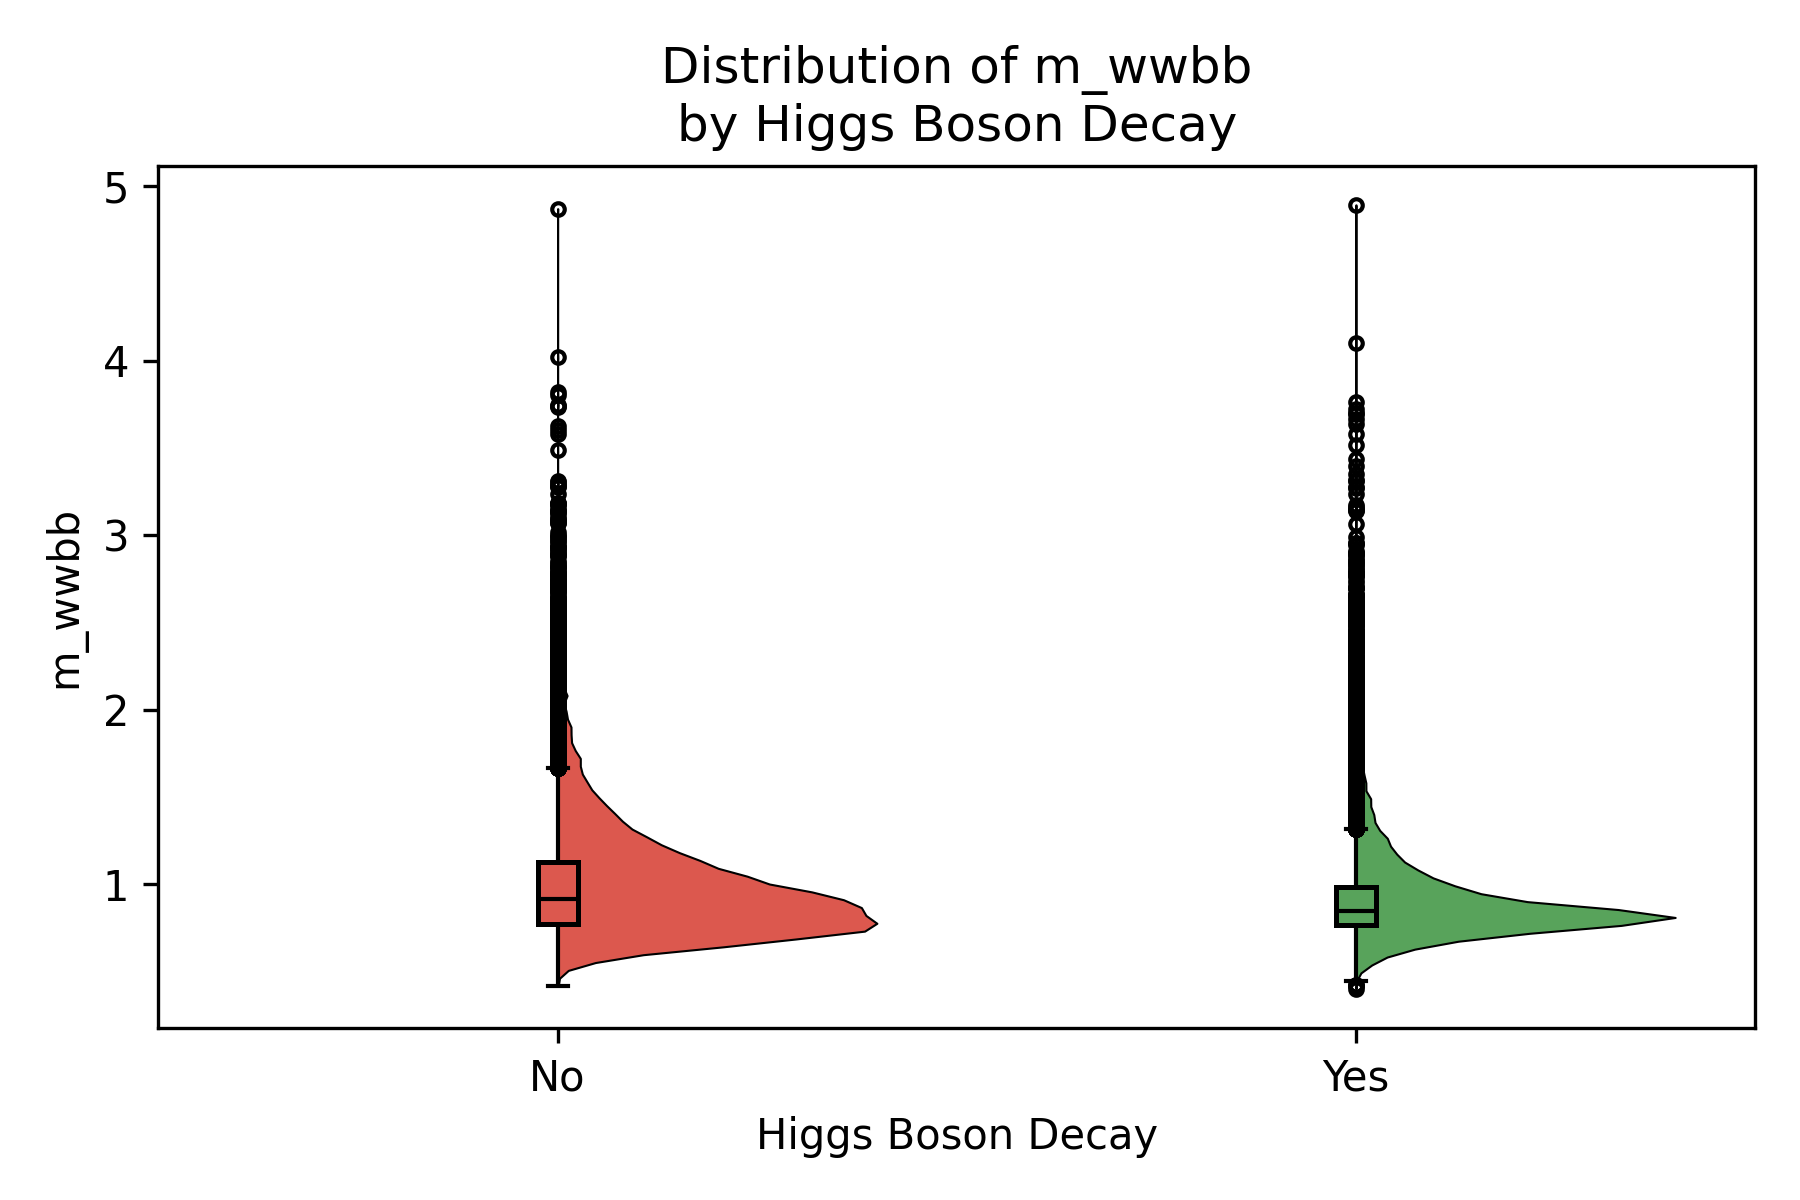 Distribution of m_wwbb
by Higgs Boson Decay
5
4
3
2
1
m_wwbb
No
Yes
Higgs Boson Decay